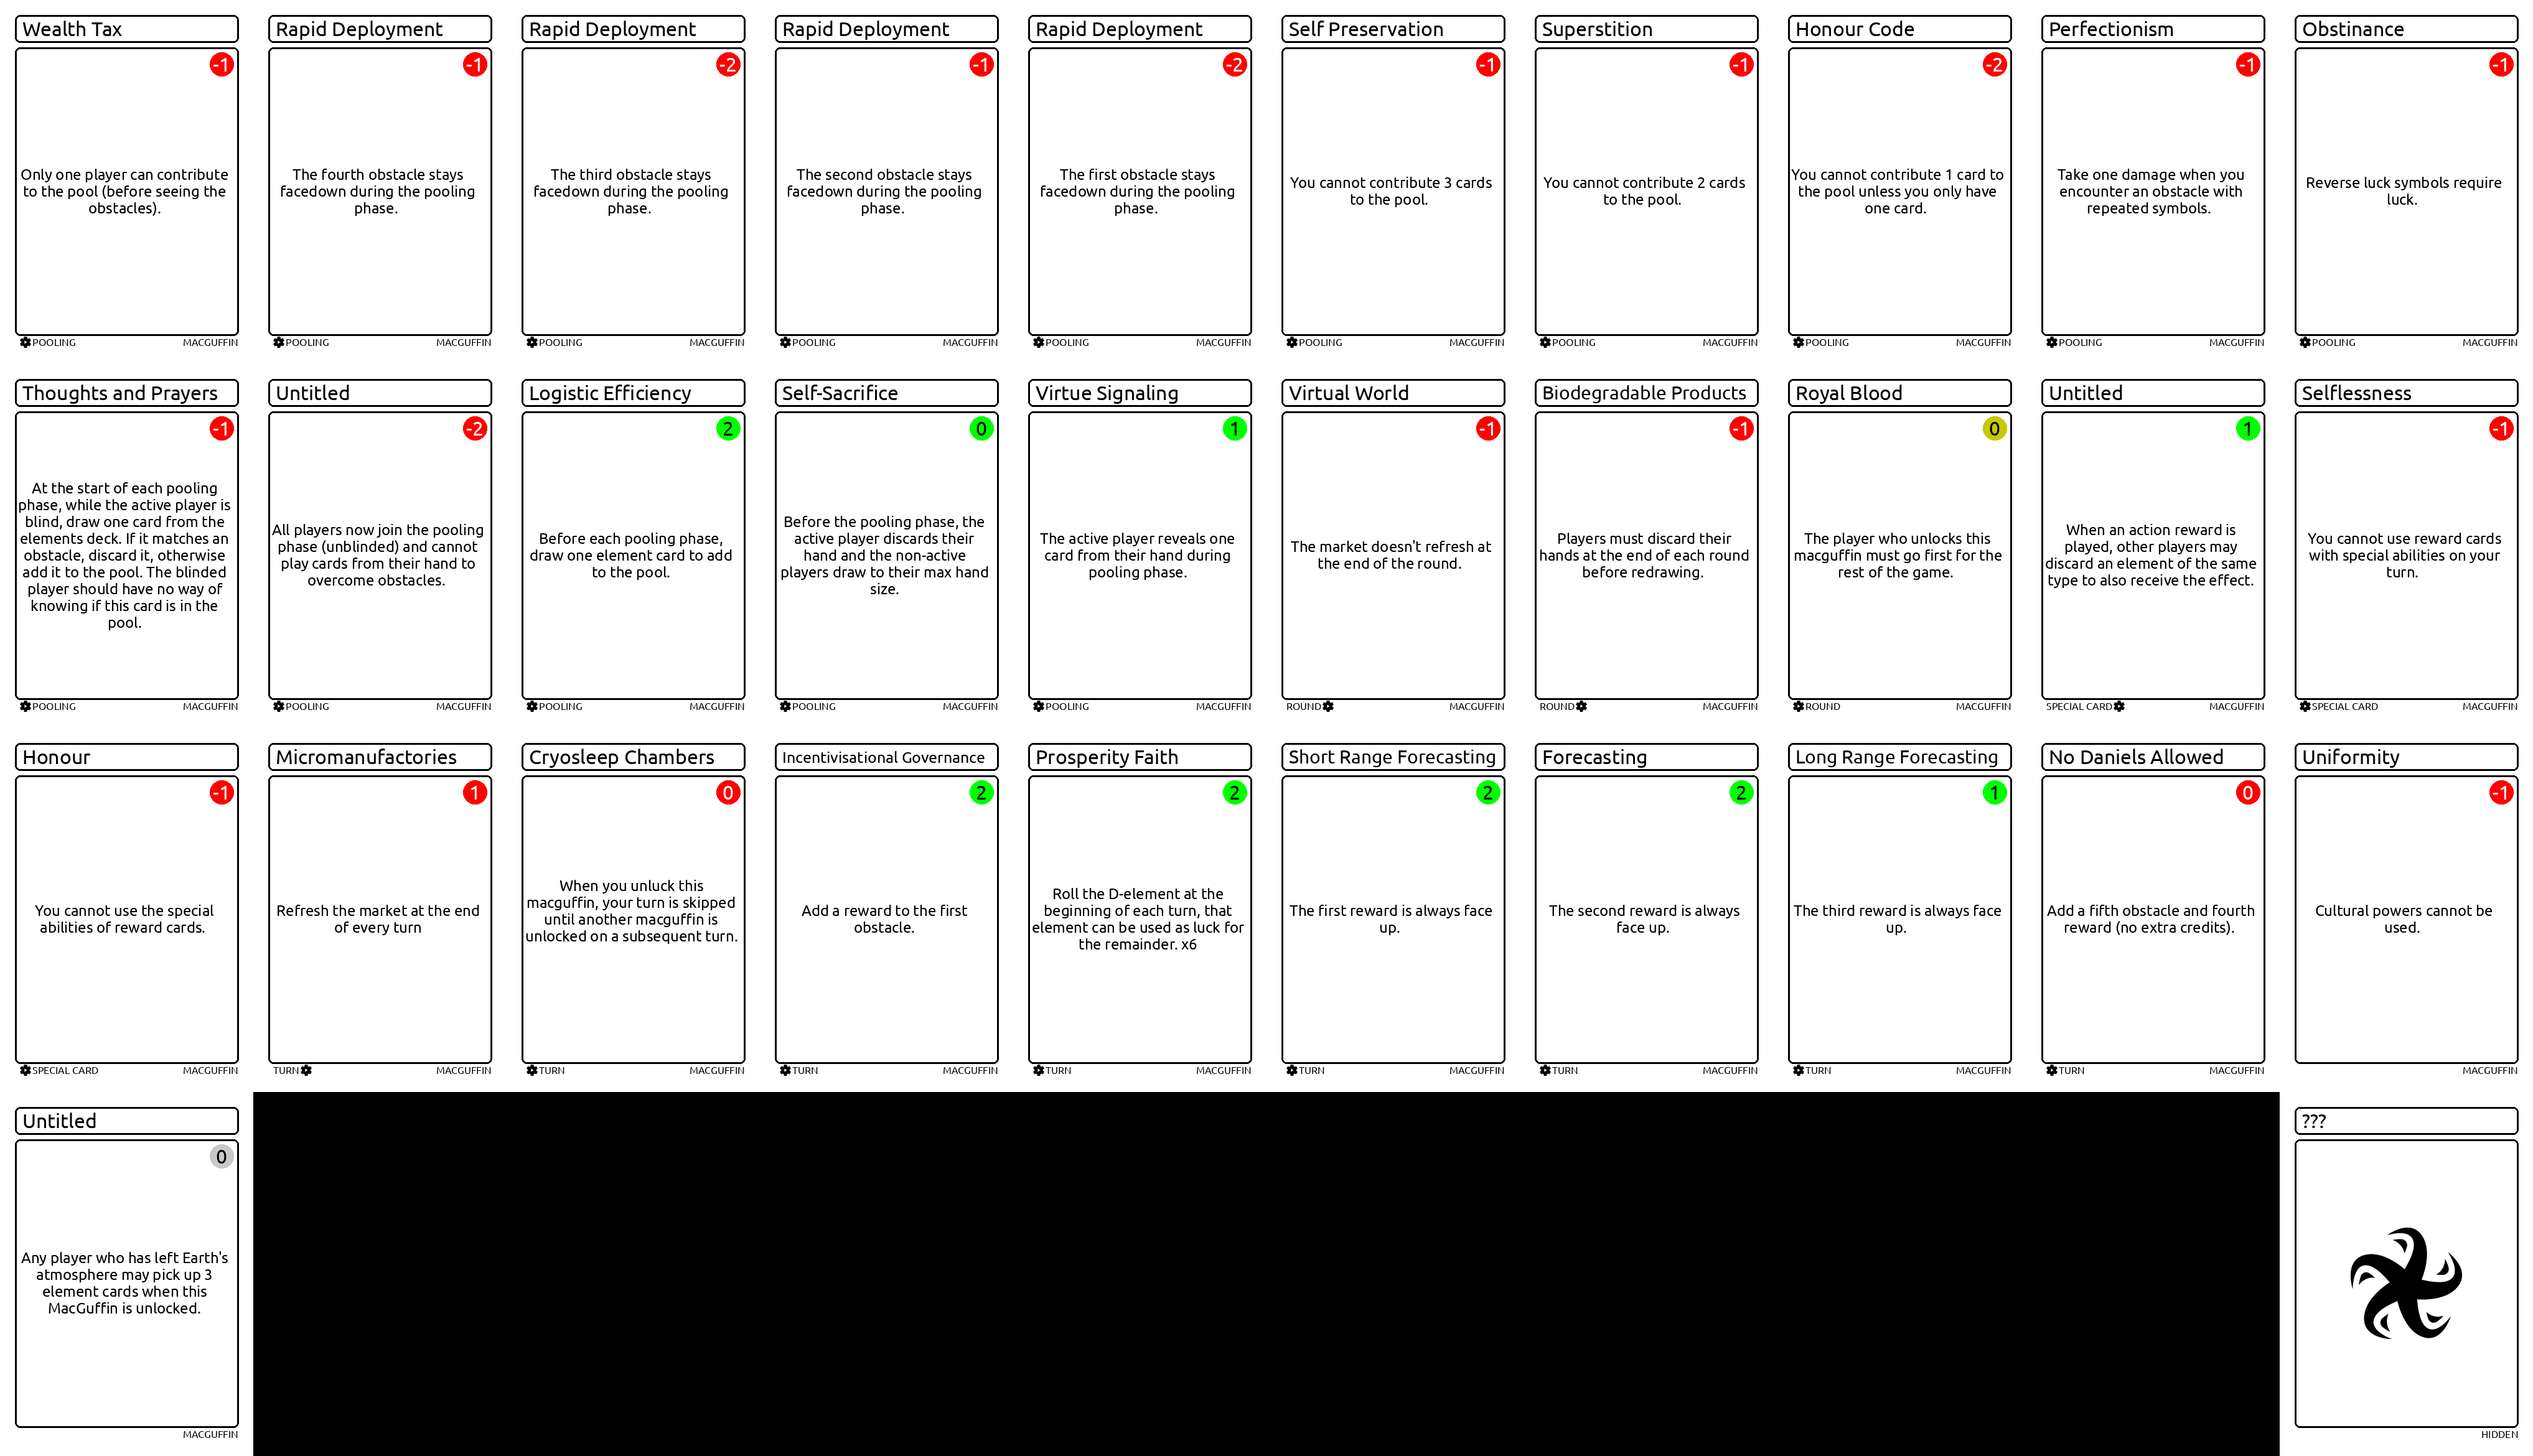 Wealth Tax
-1
Only one player can contribute
to the pool (before seeing the
obstacles).
POOLING
MACGUFFIN
Rapid Deployment
-1
The fourth obstacle stays
facedown during the pooling
phase.
POOLING
MACGUFFIN
Rapid Deployment
-2
The third obstacle stays
facedown during the pooling
phase.
POOLING
MACGUFFIN
Rapid Deployment
-1
The second obstacle stays
facedown during the pooling
phase.
POOLING
MACGUFFIN
Rapid Deployment
-2
The first obstacle stays
facedown during the pooling
phase.
POOLING
MACGUFFIN
Self Preservation
-1
You cannot contribute 3 cards
to the pool.
POOLING
MACGUFFIN
Superstition
-1
You cannot contribute 2 cards
to the pool.
POOLING
MACGUFFIN
Honour Code
-2
You cannot contribute 1 card to
the pool unless you only have
one card.
POOLING
MACGUFFIN
Perfectionism
-1
Take one damage when you
encounter an obstacle with
repeated symbols.
POOLING
MACGUFFIN
Obstinance
-1
Reverse luck symbols require
luck.
POOLING
MACGUFFIN
Thoughts and Prayers
-1
At the start of each pooling
phase, while the active player is
blind, draw one card from the
elements deck. If it matches an
obstacle, discard it, otherwise
add it to the pool. The blinded
player should have no way of
knowing if this card is in the
pool.
POOLING
MACGUFFIN
Untitled
-2
All players now join the pooling
phase (unblinded) and cannot
play cards from their hand to
overcome obstacles.
POOLING
MACGUFFIN
Logistic Efficiency
2
Before each pooling phase,
draw one element card to add
to the pool.
POOLING
MACGUFFIN
Self-Sacrifice
0
Before the pooling phase, the
active player discards their
hand and the non-active
players draw to their max hand
size.
POOLING
MACGUFFIN
Virtue Signaling
1
The active player reveals one
card from their hand during
pooling phase.
POOLING
MACGUFFIN
Virtual World
-1
The market doesn't refresh at
the end of the round.
ROUND
MACGUFFIN
Biodegradable Products
-1
Players must discard their
hands at the end of each round
before redrawing.
ROUND
MACGUFFIN
Royal Blood
0
The player who unlocks this
macguffin must go first for the
rest of the game.
ROUND
MACGUFFIN
Untitled
1
When an action reward is
played, other players may
discard an element of the same
type to also receive the effect.
SPECIAL CARD
MACGUFFIN
Selflessness
-1
You cannot use reward cards
with special abilities on your
turn.
SPECIAL CARD
MACGUFFIN
Honour
-1
You cannot use the special
abilities of reward cards.
SPECIAL CARD
MACGUFFIN
Micromanufactories
1
Refresh the market at the end
of every turn
TURN
MACGUFFIN
Cryosleep Chambers
0
When you unluck this
macguffin, your turn is skipped
until another macguffin is
unlocked on a subsequent turn.
TURN
MACGUFFIN
Incentivisational Governance
2
Add a reward to the first
obstacle.
TURN
MACGUFFIN
Prosperity Faith
2
Roll the D-element at the
beginning of each turn, that
element can be used as luck for
the remainder. x6
TURN
MACGUFFIN
Short Range Forecasting
2
The first reward is always face
up.
TURN
MACGUFFIN
Forecasting
2
The second reward is always
face up.
TURN
MACGUFFIN
Long Range Forecasting
1
The third reward is always face
up.
TURN
MACGUFFIN
No Daniels Allowed
0
Add a fifth obstacle and fourth
reward (no extra credits).
TURN
MACGUFFIN
Uniformity
-1
Cultural powers cannot be
used.
MACGUFFIN
Untitled
0
Any player who has left Earth's
atmosphere may pick up 3
element cards when this
MacGuffin is unlocked.
MACGUFFIN
???
HIDDEN